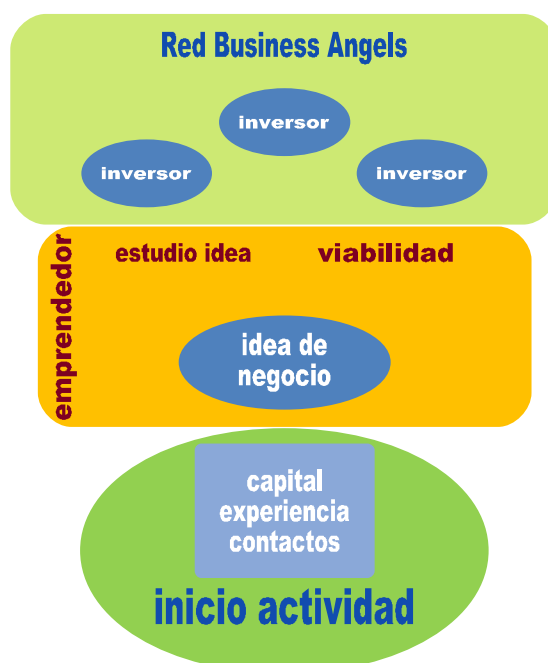 Red Business Angels
inversor
inversor
inversor
emprendedor
estudio idea
viabilidad
idea de
negocio
capital
experiencia
contactos
inicio actividad